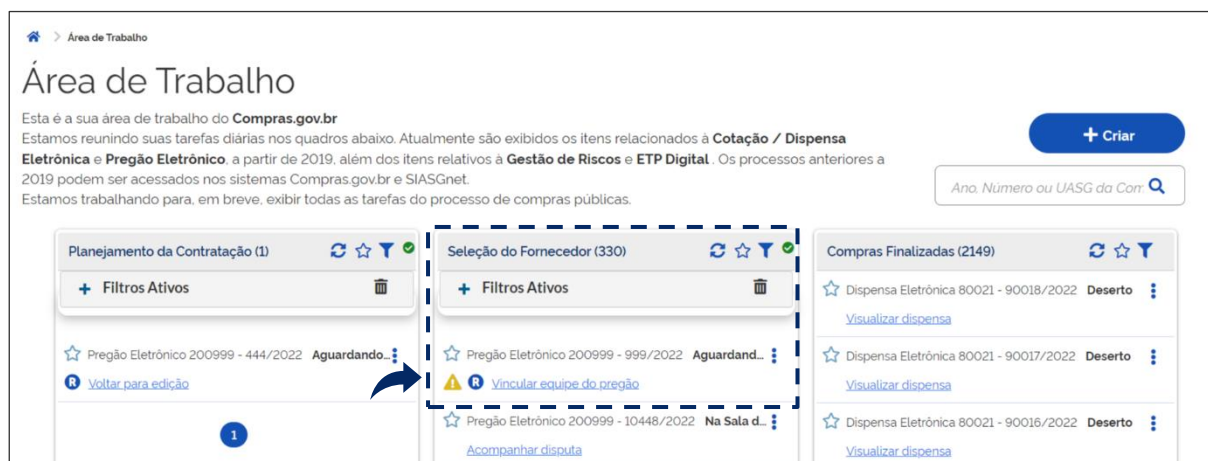 Área de Trabalho
Área de Trabalho
Esta é a sua área de trabalho do Compras.gov.br
Estamos reunindo suas tarefas diárias nos quadros abaixo. Atualmente são exibidos os itens relacionados à Cotação / Dispensa
Eletrônica e Pregão Eletrônico, a partir de 2019, além dos itens relativos à Gestão de Riscos e ETP Digital . Os processos anteriores a
2019 podem ser acessados nos sistemas Compras.gov.br e SIASGnet.
Estamos trabalhando para, em breve, exibir todas as tarefas do processo de compras públicas.
+ Criar
Ano, Número ou UASG da Com
Planejamento da Contratação (1)
+ Filtros Ativos
Pregão Eletrônico 200999 - 444/2022 Aguardando...
R Voltar para edição
1
Seleção do Fornecedor (330)
+ Filtros Ativos
Pregão Eletrônico 200999 - 999/2022 Aguardand...
R Vincular equipe do pregão
Pregão Eletrônico 200999 - 10448/2022 Na Sala d...
Acompanhar disputa
Compras Finalizadas (2149)
Dispensa Eletrônica 80021 - 90018/2022 Deserto
Visualizar dispensa
Dispensa Eletrônica 80021 - 90017/2022 Deserto
Visualizar dispensa
Dispensa Eletrônica 80021 - 90016/2022 Deserto
Visualizar dispensa